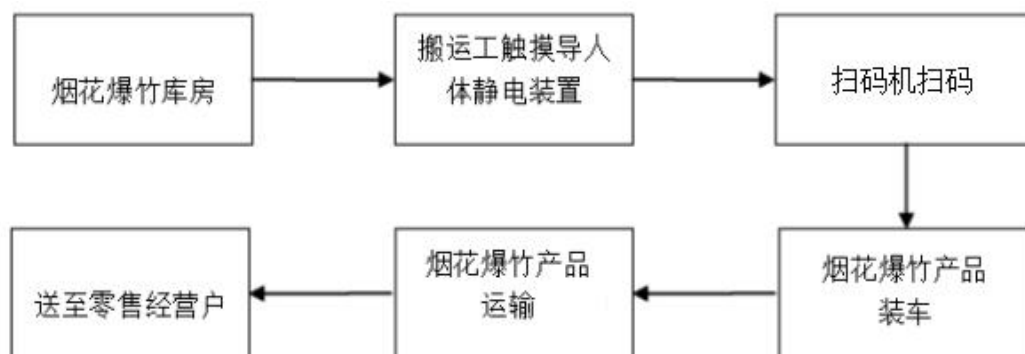 烟花爆竹库房
搬运工触摸导人
体静电装置
扫码机扫码
烟花爆竹产品
装车
烟花爆竹产品
运输
送至零售经营户